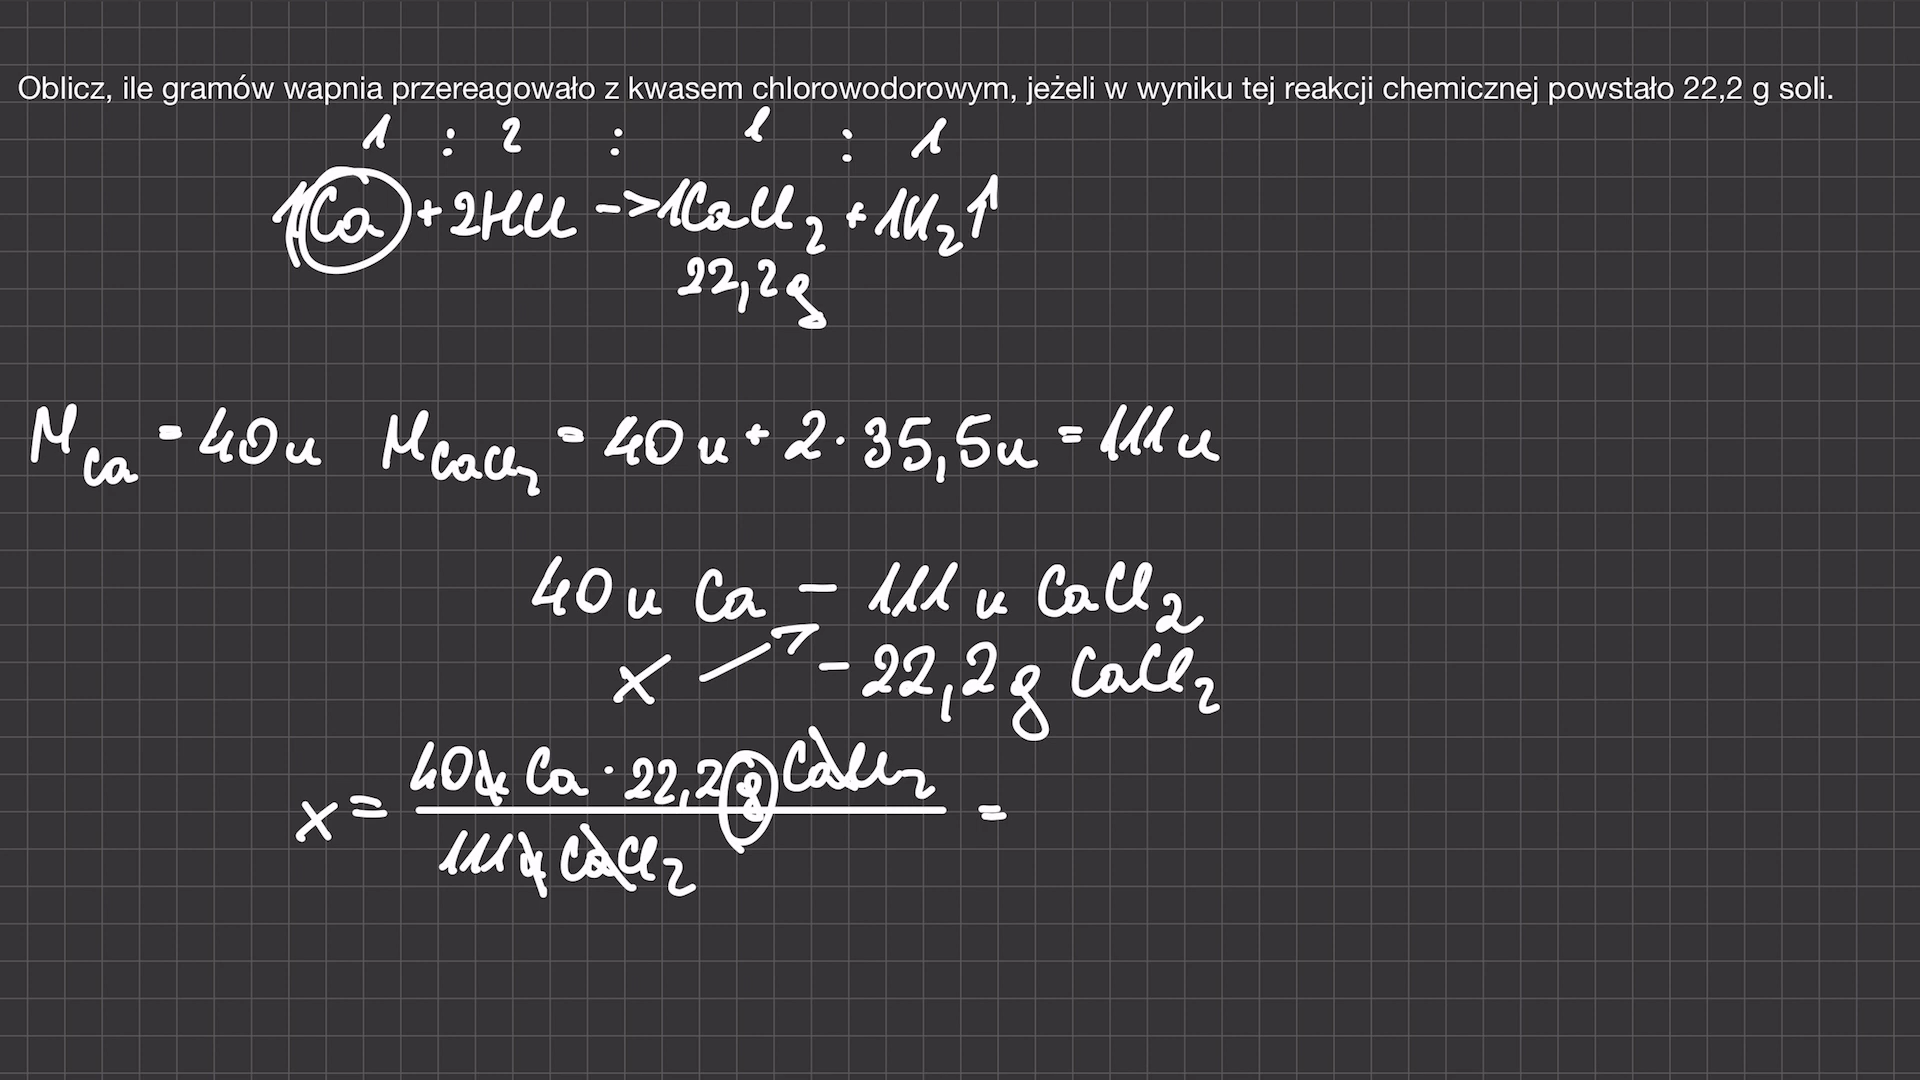 Oblicz, ile gramów wapnia przereagowało z kwasem chlorowodorowym, jeżeli w wyniku tej reakcji chemicznej powstało 22,2 g soli.
1 : 2 : 1 : 1
1Ca + 2HCl -> 1CaCl₂ + 1H₂↑
22,2g
M_Ca = 40u M_CaCl₂ = 40u + 2 · 35,5u = 111u
40u Ca - 111u CaCl₂
x - 22,2g CaCl₂
x = (40u Ca · 22,2g CaCl₂) / (111u CaCl₂) =